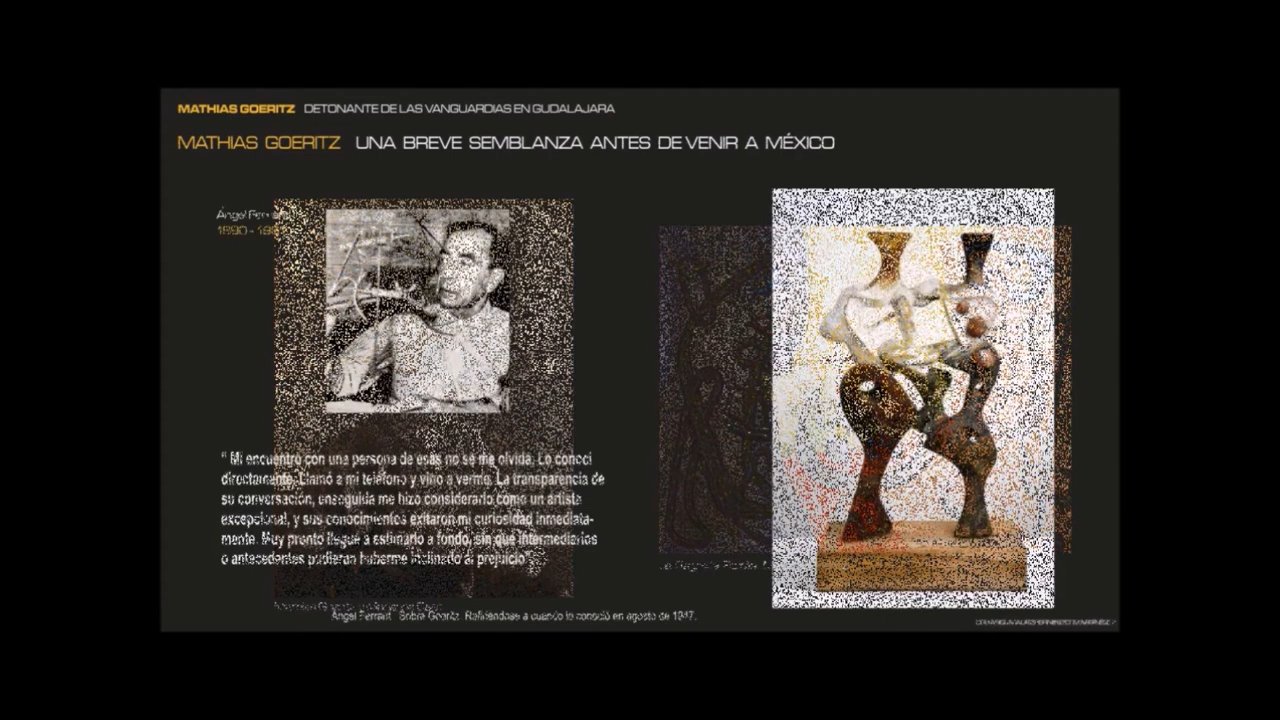 MATHIAS GOERITZ DETONANTE DE LAS VANGUARDIAS EN GUDALAJARA
MATHIAS GOERITZ UNA BREVE SEMBLANZA ANTES DE VENIR A MÉXICO
Ángel
1890 -
" Mi encuentro con una persona de esas no se me olvida. Lo conocí
directamente. Llamó a mi teléfono y vino a verme. La transparencia de
su conversación, enseguida me hizo considerarlo como un artista
excepcional, y sus conocimientos exitaron mi curiosidad inmediata-
mente. Muy pronto llegué a estimarlo a fondo, sin que intermediarios
o antecedentes pudieran haberme inclinado al prejuicio"
Ángel Ferrant. Sobre Goeritz. Refiriéndose a cuando lo conoció en agosto de 1947.